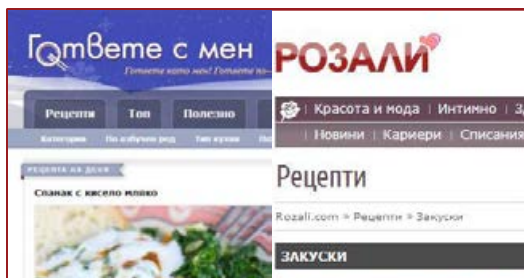 Гответе с мен
Гответе като мен! Гответе по-
Рецепти Топ Полезно
Категории По азбучен ред Тип кухня
РЕЦЕПТА НА ДЕНЯ
Спанак с кисело мляко
РОЗАЛИ
Красота и мода | Интимно | З
Новини | Кариери | Списания
Рецепти
Rozali.com » Рецепти » Закуски
ЗАКУСКИ